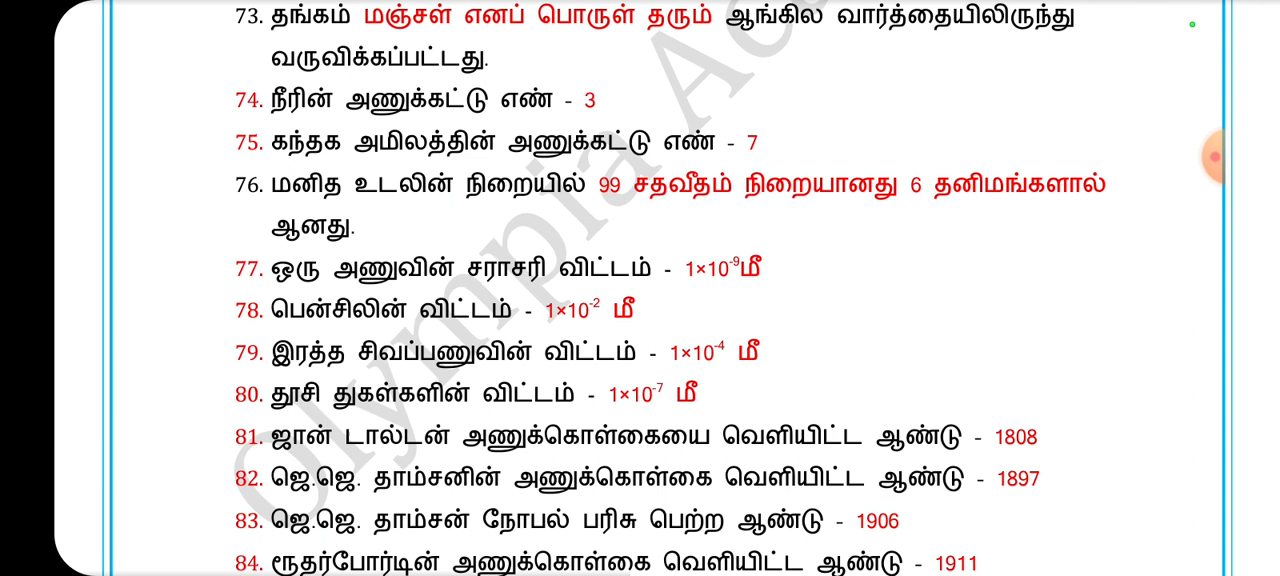 73. தங்கம் மஞ்சள் எனப் பொருள் தரும் ஆங்கில வார்த்தையிலிருந்து
வருவிக்கப்பட்டது.
74. நீரின் அணுக்கட்டு எண் - 3
75. கந்தக அமிலத்தின் அணுக்கட்டு எண் - 7
76. மனித உடலின் நிறையில் 99 சதவீதம் நிறையானது 6 தனிமங்களால்
ஆனது.
77. ஒரு அணுவின் சராசரி விட்டம் - 1×10⁻⁹மீ
78. பென்சிலின் விட்டம் - 1×10⁻² மீ
79. இரத்த சிவப்பணுவின் விட்டம் - 1×10⁻⁴ மீ
80. தூசி துகள்களின் விட்டம் - 1×10⁻⁷ மீ
81. ஜான் டால்டன் அணுக்கொள்கையை வெளியிட்ட ஆண்டு - 1808
82. ஜெ.ஜெ. தாம்சனின் அணுக்கொள்கை வெளியிட்ட ஆண்டு - 1897
83. ஜெ.ஜெ. தாம்சன் நோபல் பரிசு பெற்ற ஆண்டு - 1906
84. ரூதர்போர்டின் அணுக்கொள்கை வெளியிட்ட ஆண்டு - 1911
Olympia